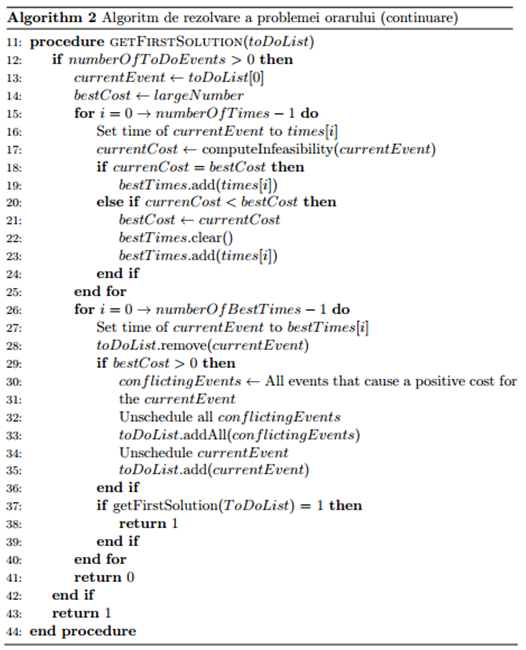 Algorithm 2 Algoritm de rezolvare a problemei orarului (continuare)
11: procedure GETFIRSTSOLUTION(toDoList)
12: if numberOfToDoEvents > 0 then
13: currentEvent ← toDoList[0]
14: bestCost ← largeNumber
15: for i = 0 → numberOfTimes − 1 do
16: Set time of currentEvent to times[i]
17: currentCost ← computeInfeasibility(currentEvent)
18: if currenCost = bestCost then
19: bestTimes.add(times[i])
20: else if currenCost < bestCost then
21: bestCost ← currentCost
22: bestTimes.clear()
23: bestTimes.add(times[i])
24: end if
25: end for
26: for i = 0 → numberOfBestTimes − 1 do
27: Set time of currentEvent to bestTimes[i]
28: toDoList.remove(currentEvent)
29: if bestCost > 0 then
30: conflictingEvents ← All events that cause a positive cost for
31: the currentEvent
32: Unschedule all conflictingEvents
33: toDoList.addAll(conflictingEvents)
34: Unschedule currentEvent
35: toDoList.add(currentEvent)
36: end if
37: if getFirstSolution(ToDoList) = 1 then
38: return 1
39: end if
40: end for
41: return 0
42: end if
43: return 1
44: end procedure